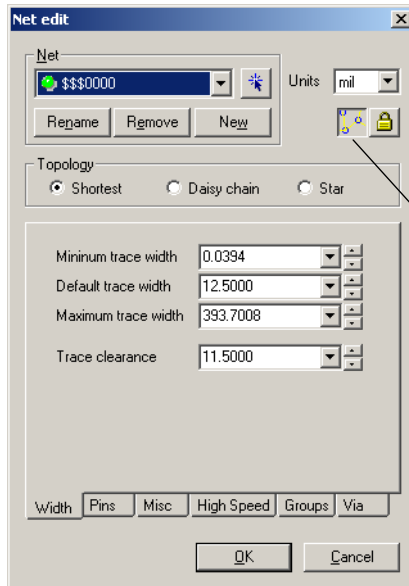 Net edit
Net
$$$0000
Units mil
Rename Remove New
Topology
Shortest Daisy chain Star
Mininum trace width 0.0394
Default trace width 12.5000
Maximum trace width 393.7008
Trace clearance 11.5000
Width Pins Misc High Speed Groups Via
OK Cancel